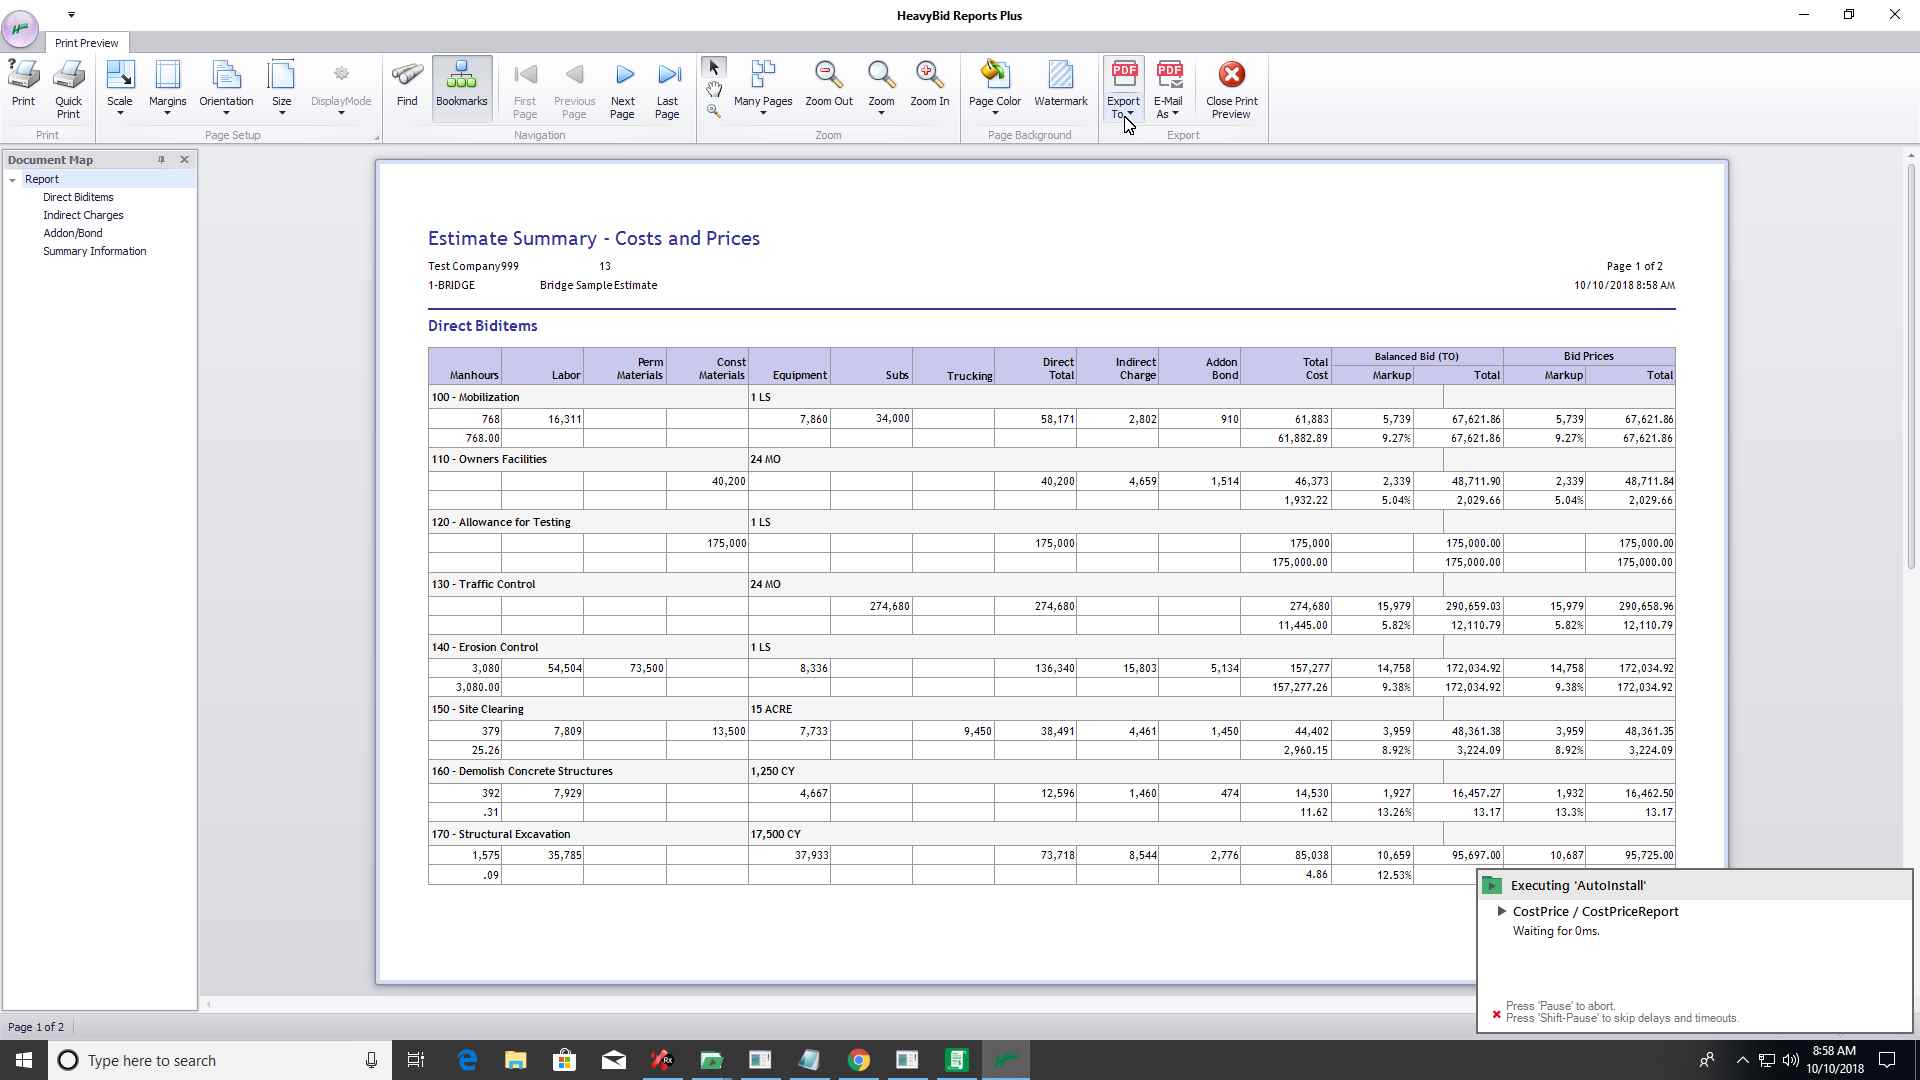 HeavyBid Reports Plus
Print Preview
Print
Quick Print
Scale
Margins
Orientation
Size
DisplayMode
Find
Bookmarks
First Page
Previous Page
Next Page
Last Page
Many Pages
Zoom Out
Zoom
Zoom In
Page Color
Watermark
PDF
Export To
PDF
E-Mail As
Close Print Preview
Print
Page Setup
Navigation
Zoom
Page Background
Export
Document Map
Report
Direct Biditems
Indirect Charges
Addon/Bond
Summary Information
Estimate Summary - Costs and Prices
Test Company999 13 Page 1 of 2
1-BRIDGE Bridge Sample Estimate 10/10/2018 8:58 AM
Direct Biditems
Manhours Labor Perm Materials Const Materials Equipment Subs Trucking Direct Total Indirect Charge Addon Bond Total Cost Balanced Bid (TO) Markup Total Bid Prices Markup Total
100 - Mobilization 1 LS
768 16,311 7,860 34,000 58,171 2,802 910 61,883 5,739 67,621.86 5,739 67,621.86
768.00 61,882.89 9.27% 67,621.86 9.27% 67,621.86
110 - Owners Facilities 24 MO
40,200 40,200 4,659 1,514 46,373 2,339 48,711.90 2,339 48,711.84
1,932.22 5.04% 2,029.66 5.04% 2,029.66
120 - Allowance for Testing 1 LS
175,000 175,000 175,000 175,000.00 175,000.00
175,000.00 175,000.00 175,000.00
130 - Traffic Control 24 MO
274,680 274,680 274,680 15,979 290,659.03 15,979 290,658.96
11,445.00 5.82% 12,110.79 5.82% 12,110.79
140 - Erosion Control 1 LS
3,080 54,504 73,500 8,336 136,340 15,803 5,134 157,277 14,758 172,034.92 14,758 172,034.92
3,080.00 157,277.26 9.38% 172,034.92 9.38% 172,034.92
150 - Site Clearing 15 ACRE
379 7,809 13,500 7,733 9,450 38,491 4,461 1,450 44,402 3,959 48,361.38 3,959 48,361.35
25.26 2,960.15 8.92% 3,224.09 8.92% 3,224.09
160 - Demolish Concrete Structures 1,250 CY
392 7,929 4,667 12,596 1,460 474 14,530 1,927 16,457.27 1,932 16,462.50
.31 11.62 13.26% 13.17 13.3% 13.17
170 - Structural Excavation 17,500 CY
1,575 35,785 37,933 73,718 8,544 2,776 85,038 10,659 95,697.00 10,687 95,725.00
.09 4.86 12.53%
Executing 'AutoInstall'
CostPrice / CostPriceReport
Waiting for 0ms.
Press 'Pause' to abort.
Press 'Shift-Pause' to skip delays and timeouts.
Page 1 of 2
Type here to search
8:58 AM
10/10/2018